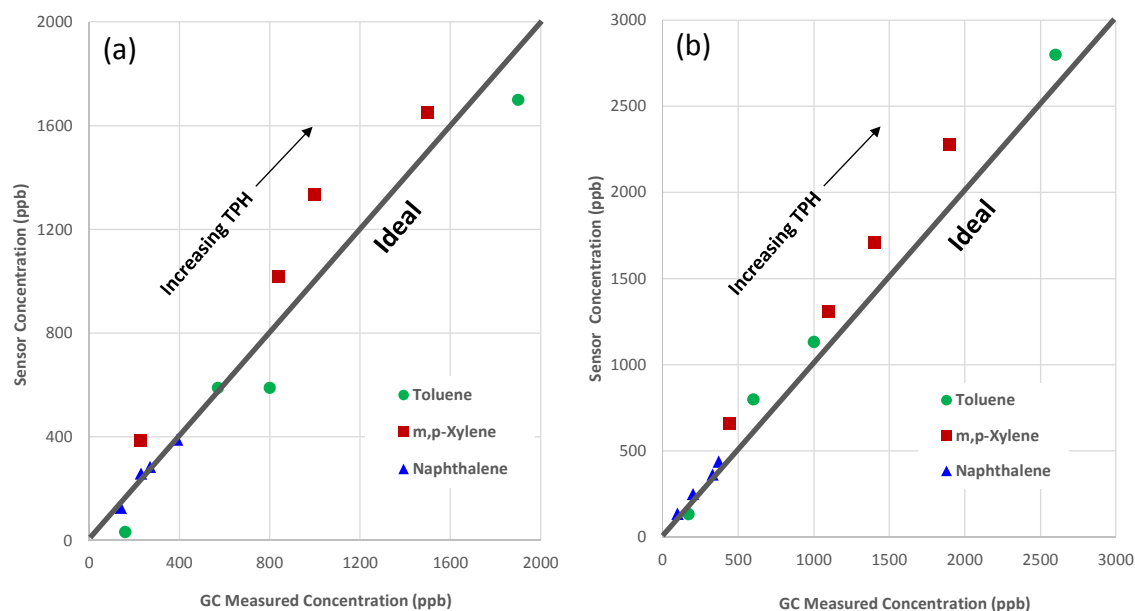 (a)
2000
1600
1200
800
400
0
Sensor Concentration (ppb)
Increasing TPH
Ideal
Toluene
m,p-Xylene
Naphthalene
0 400 800 1200 1600 2000
GC Measured Concentration (ppb)
(b)
3000
2500
2000
1500
1000
500
0
Sensor Concentration (ppb)
Increasing TPH
Ideal
Toluene
m,p-Xylene
Naphthalene
0 500 1000 1500 2000 2500 3000
GC Measured Concentration (ppb)